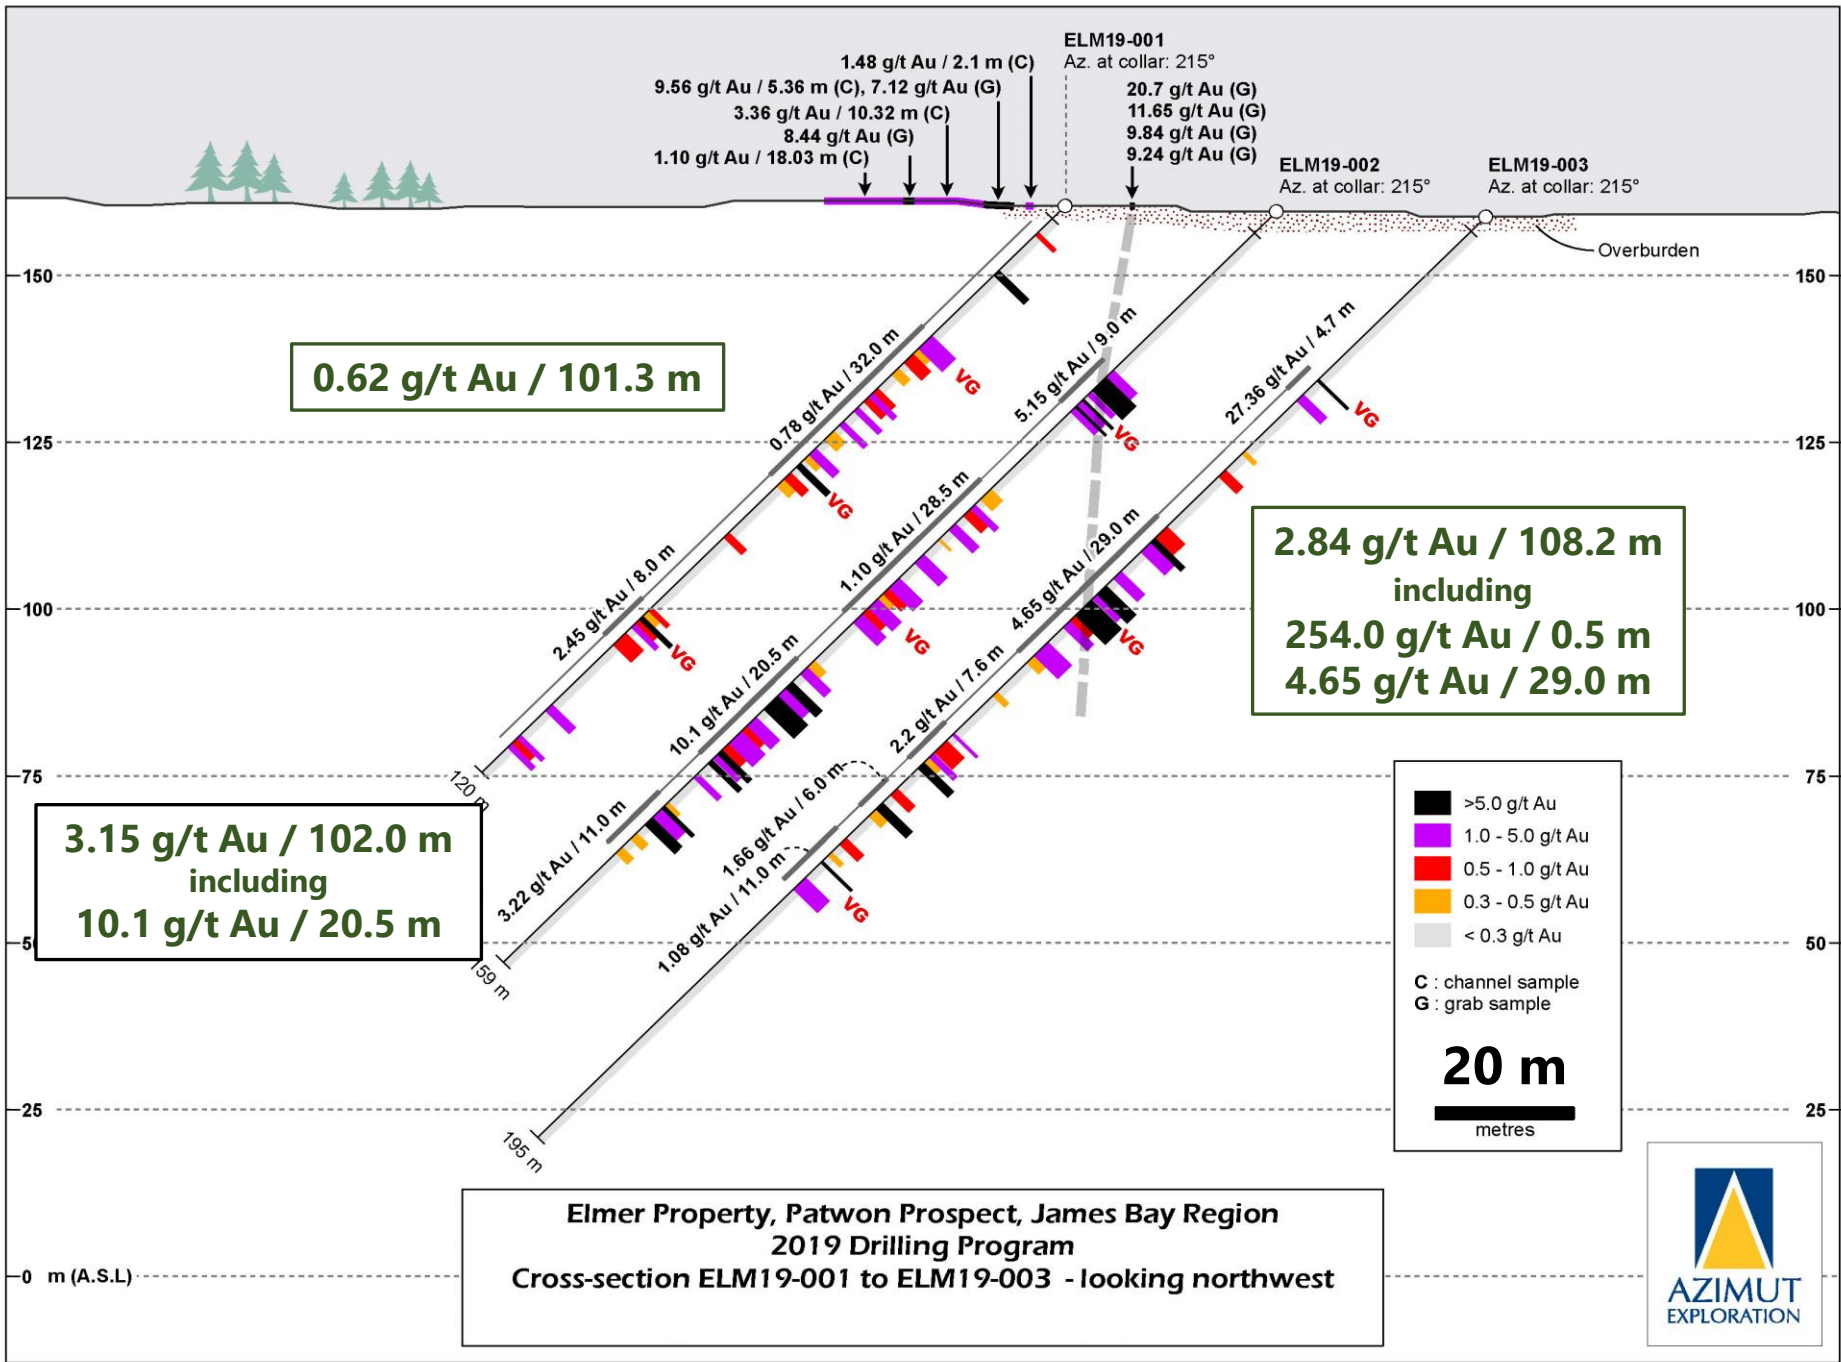 ELM19-001
Az. at collar: 215°
1.48 g/t Au / 2.1 m (C)
9.56 g/t Au / 5.36 m (C), 7.12 g/t Au (G)
3.36 g/t Au / 10.32 m (C)
8.44 g/t Au (G)
1.10 g/t Au / 18.03 m (C)
20.7 g/t Au (G)
11.65 g/t Au (G)
9.84 g/t Au (G)
9.24 g/t Au (G)
ELM19-002
Az. at collar: 215°
ELM19-003
Az. at collar: 215°
Overburden
150
150
0.62 g/t Au / 101.3 m
0.78 g/t Au / 32.0 m
VG
5.15 g/t Au / 9.0 m
27.36 g/t Au / 4.7 m
VG
VG
125
125
VG
1.10 g/t Au / 28.5 m
4.65 g/t Au / 29.0 m
2.84 g/t Au / 108.2 m
including
254.0 g/t Au / 0.5 m
4.65 g/t Au / 29.0 m
2.45 g/t Au / 8.0 m
100
100
VG
VG
VG
10.1 g/t Au / 20.5 m
2.2 g/t Au / 7.6 m
75
75
120 m
3.15 g/t Au / 102.0 m
including
10.1 g/t Au / 20.5 m
3.22 g/t Au / 11.0 m
1.66 g/t Au / 6.0 m
1.08 g/t Au / 11.0 m
VG
>5.0 g/t Au
1.0 - 5.0 g/t Au
0.5 - 1.0 g/t Au
0.3 - 0.5 g/t Au
< 0.3 g/t Au
50
50
159 m
C : channel sample
G : grab sample
20 m
metres
25
25
195 m
Elmer Property, Patwon Prospect, James Bay Region
2019 Drilling Program
Cross-section ELM19-001 to ELM19-003 - looking northwest
0 m (A.S.L)
AZIMUT
EXPLORATION